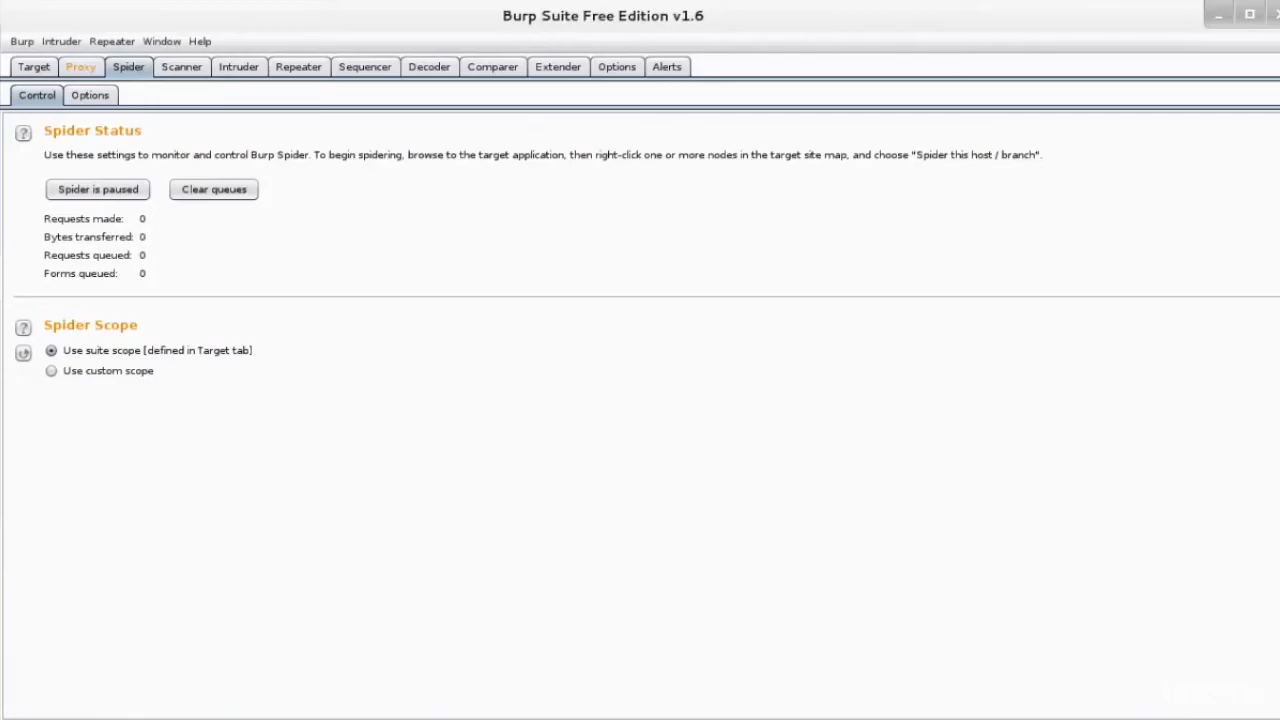 Burp Suite Free Edition v1.6
Burp Intruder Repeater Window Help
Target Proxy Spider Scanner Intruder Repeater Sequencer Decoder Comparer Extender Options Alerts
Control Options
? Spider Status
Use these settings to monitor and control Burp Spider. To begin spidering, browse to the target application, then right-click one or more nodes in the target site map, and choose "Spider this host / branch".
Spider is paused Clear queues
Requests made: 0
Bytes transferred: 0
Requests queued: 0
Forms queued: 0
? Spider Scope
Use suite scope [defined in Target tab]
Use custom scope